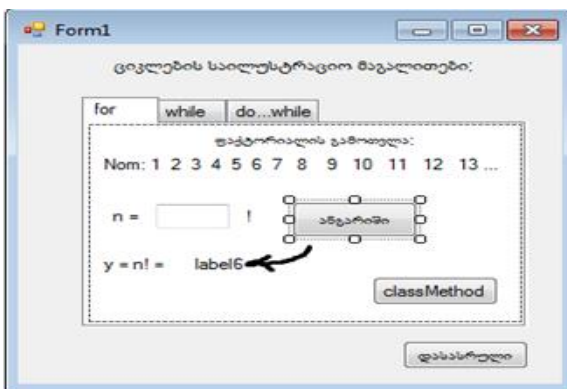 Form1
ციკლების საილუსტრაციო მაგალითები:
for while do...while
ფაქტორიალის გამოთვლა:
Nom: 1 2 3 4 5 6 7 8 9 10 11 12 13 ...
n = ! ანგარიში
y = n! = label6
classMethod
დასასრული